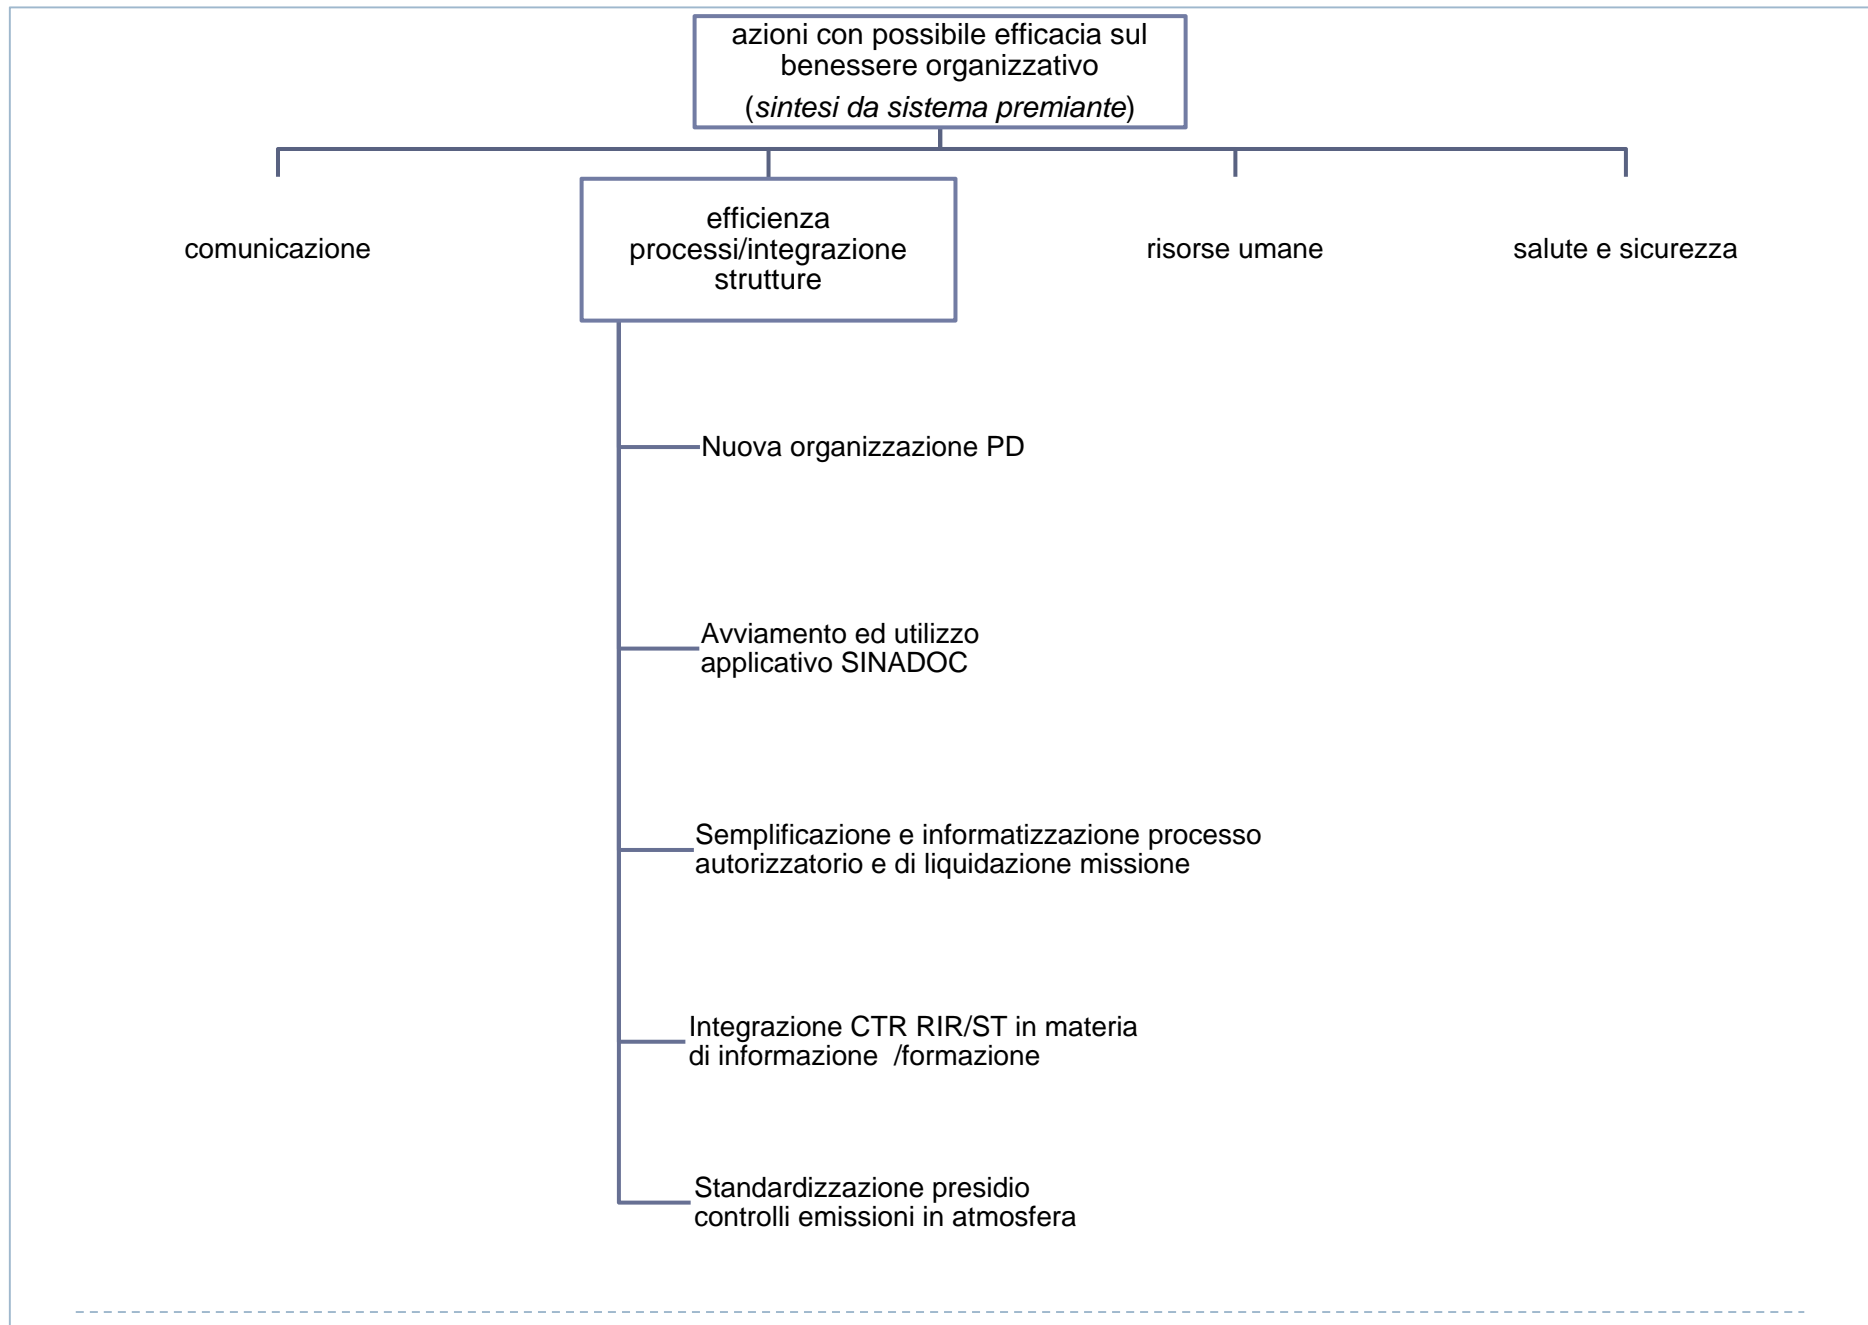 azioni con possibile efficacia sul
benessere organizzativo
(sintesi da sistema premiante)
comunicazione
efficienza
processi/integrazione
strutture
risorse umane
salute e sicurezza
Nuova organizzazione PD
Avviamento ed utilizzo
applicativo SINADOC
Semplificazione e informatizzazione processo
autorizzatorio e di liquidazione missione
Integrazione CTR RIR/ST in materia
di informazione  /formazione
Standardizzazione presidio
controlli emissioni in atmosfera